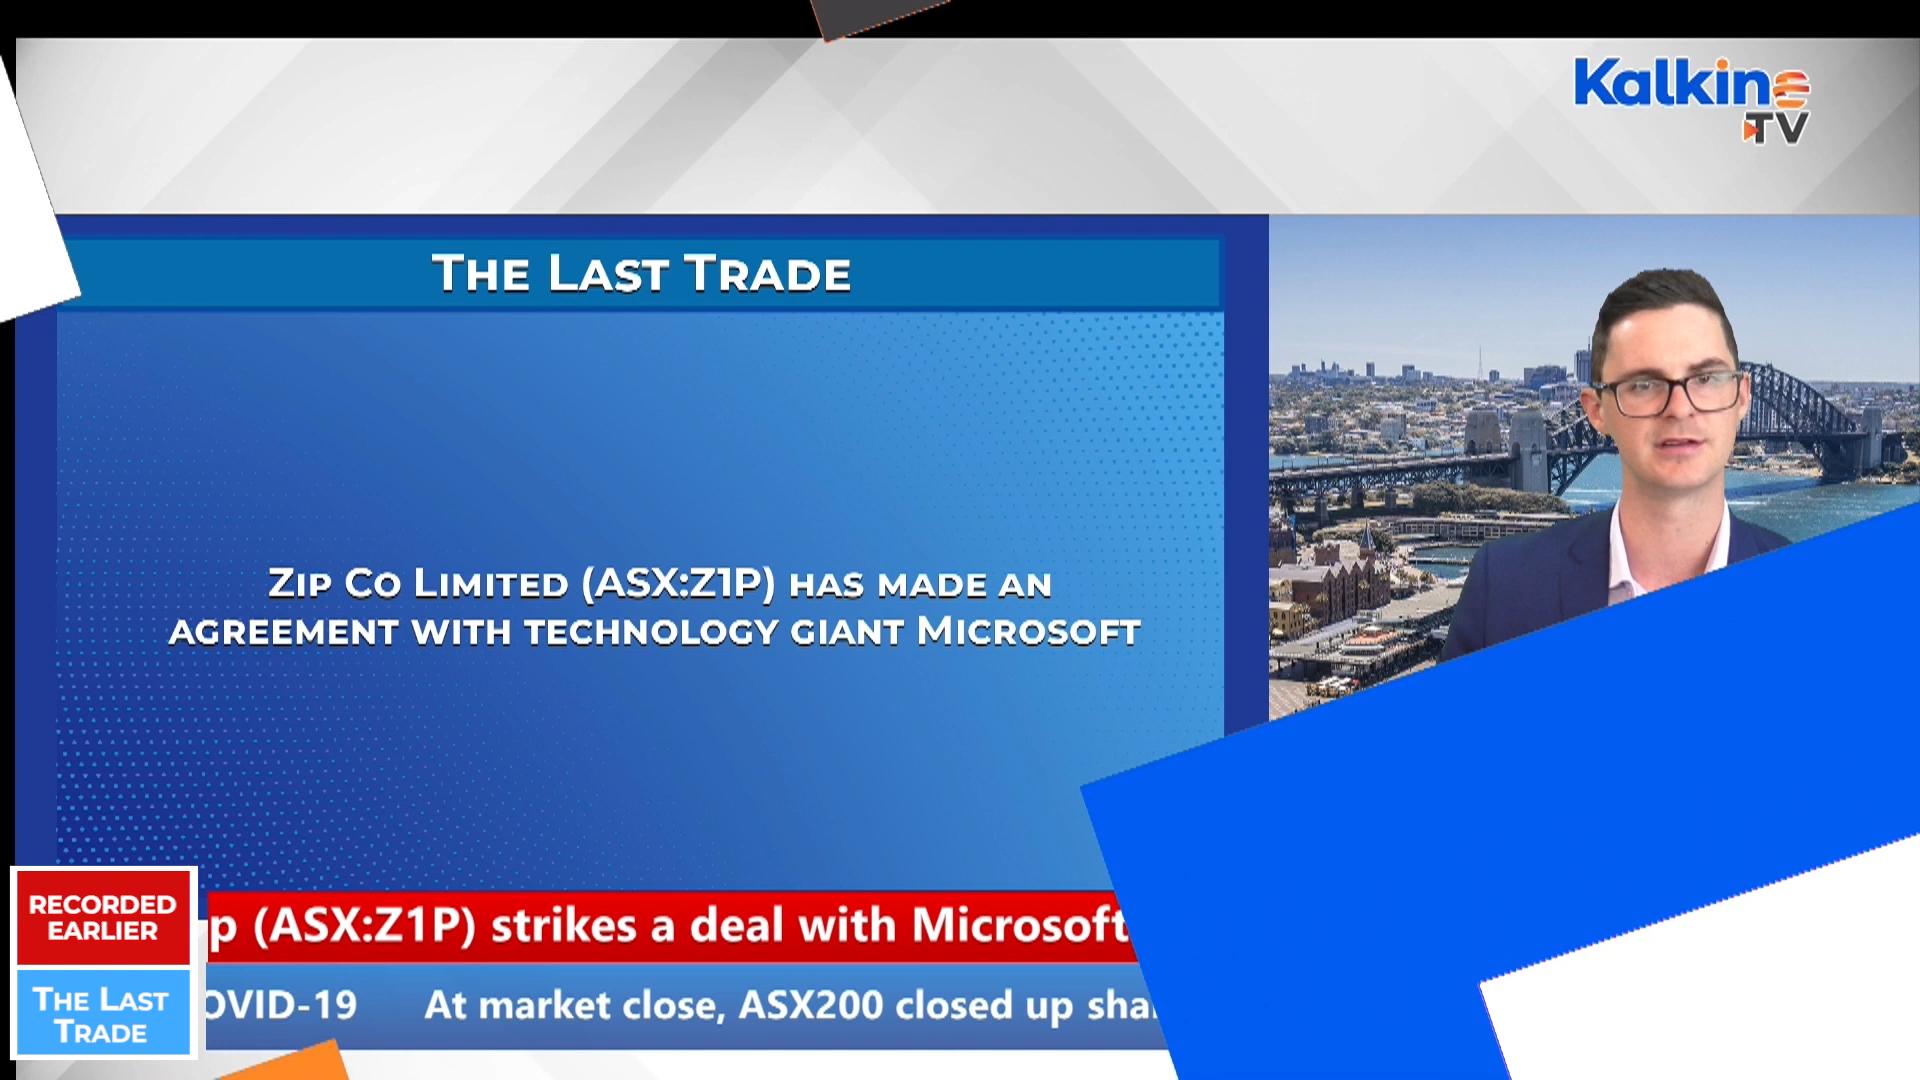 Kalkine
TV
The Last Trade
Zip Co Limited (ASX:Z1P) has made an
agreement with technology giant Microsoft
RECORDED
EARLIER
p (ASX:Z1P) strikes a deal with Microsoft
The Last
Trade
OVID-19 At market close, ASX200 closed up sha